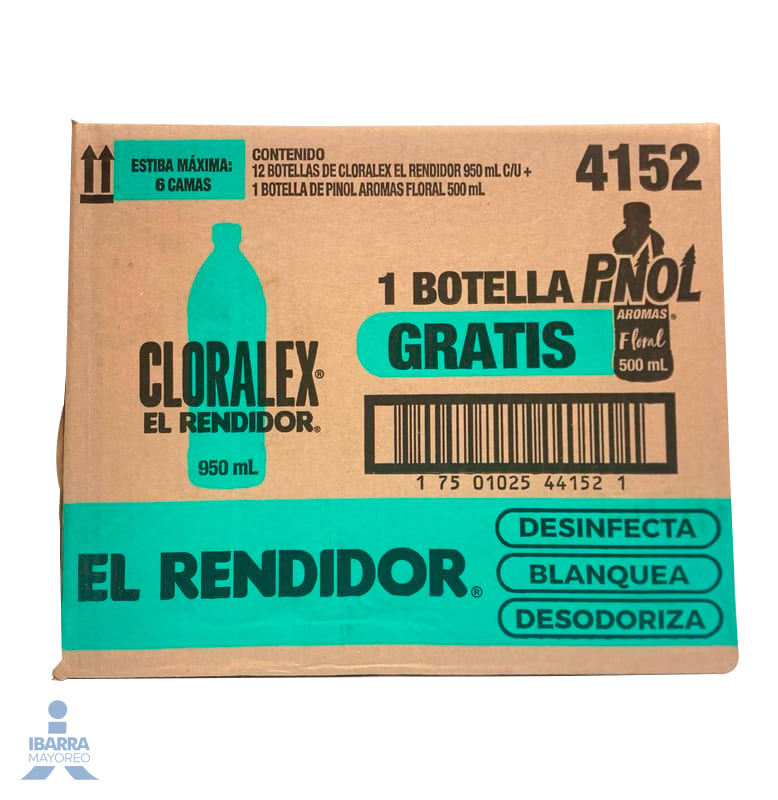 ESTIBA MÁXIMA:
6 CAMAS
CONTENIDO
12 BOTELLAS DE CLORALEX EL RENDIDOR 950 mL C/U +
1 BOTELLA DE PINOL AROMAS FLORAL 500 mL
4152
CLORALEX®
EL RENDIDOR®
950 mL
1 BOTELLA PINOL
GRATIS
AROMAS®
Floral
500 mL
1 75 01025 44152 1
EL RENDIDOR®
DESINFECTA
BLANQUEA
DESODORIZA
IBARRA
MAYOREO